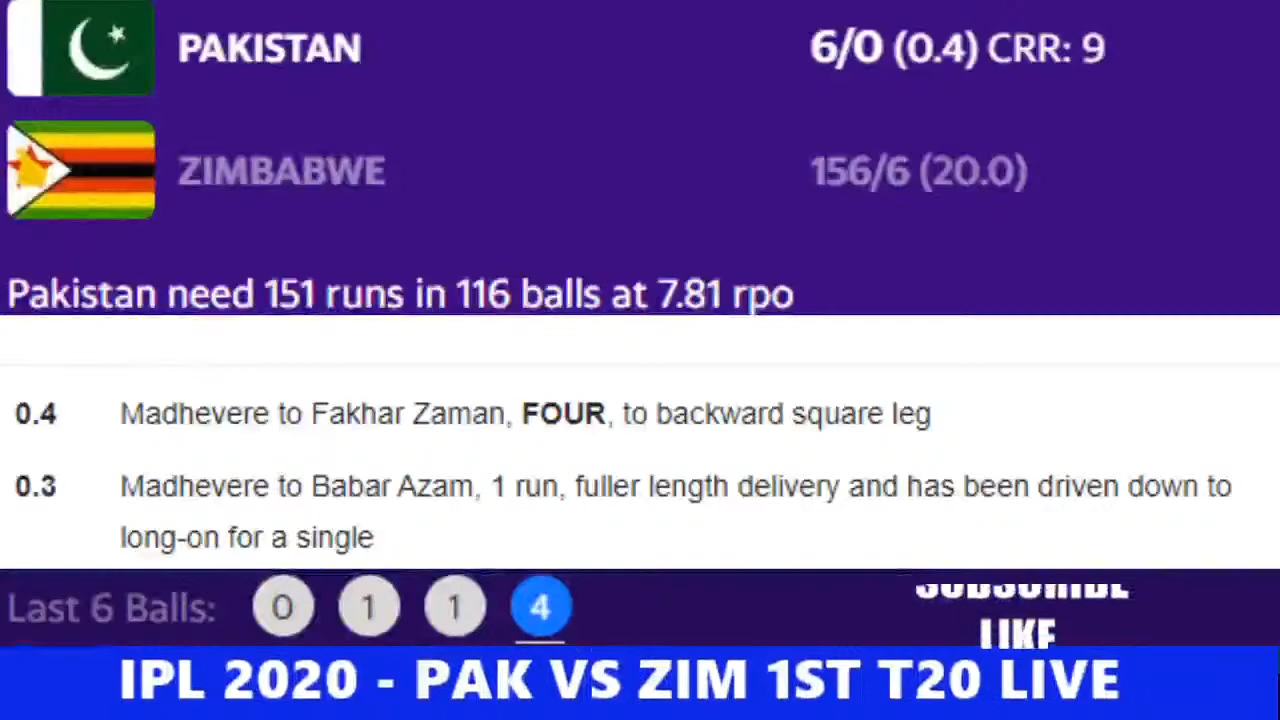 PAKISTAN 6/0 (0.4) CRR: 9
ZIMBABWE 156/6 (20.0)
Pakistan need 151 runs in 116 balls at 7.81 rpo
0.4 Madhevere to Fakhar Zaman, FOUR, to backward square leg
0.3 Madhevere to Babar Azam, 1 run, fuller length delivery and has been driven down to
long-on for a single
SUBSCRIBE
Last 6 Balls: 0 1 1 4
LIKE
IPL 2020 - PAK VS ZIM 1ST T20 LIVE